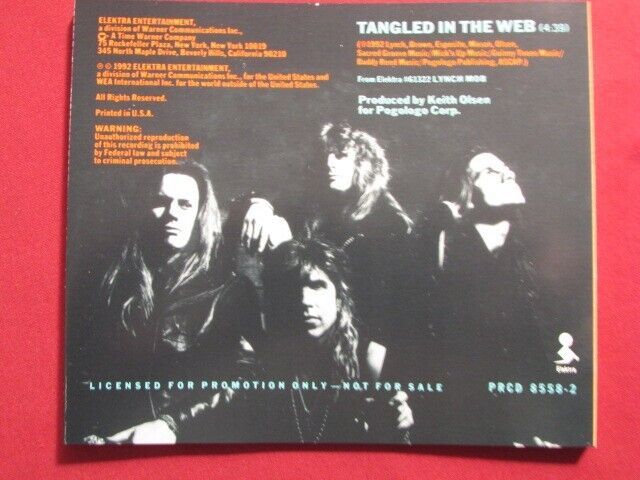 ELEKTRA ENTERTAINMENT,
a division of Warner Communications Inc.,
A Time Warner Company
75 Rockefeller Plaza, New York, New York 10019
345 North Maple Drive, Beverly Hills, California 90210
℗ © 1992 ELEKTRA ENTERTAINMENT,
a division of Warner Communications Inc., for the United States and
WEA International Inc. for the world outside of the United States.
All Rights Reserved.
Printed in U.S.A.
WARNING:
Unauthorized reproduction
of this recording is prohibited
by Federal law and subject
to criminal prosecution.
TANGLED IN THE WEB (4:39)
(©1992 Lynch, Brown, Esposito, Mason, Olsen,
Sacred Groove Music/Mick's Up Music/ Room Music/
Buddy Reed Music/Pogologo Publishing, ASCAP.)
From Elektra #61322 LYNCH MOB
Produced by Keith Olsen
for Pogologo Corp.
Elektra
LICENSED FOR PROMOTION ONLY—NOT FOR SALE
PRCD 8558-2